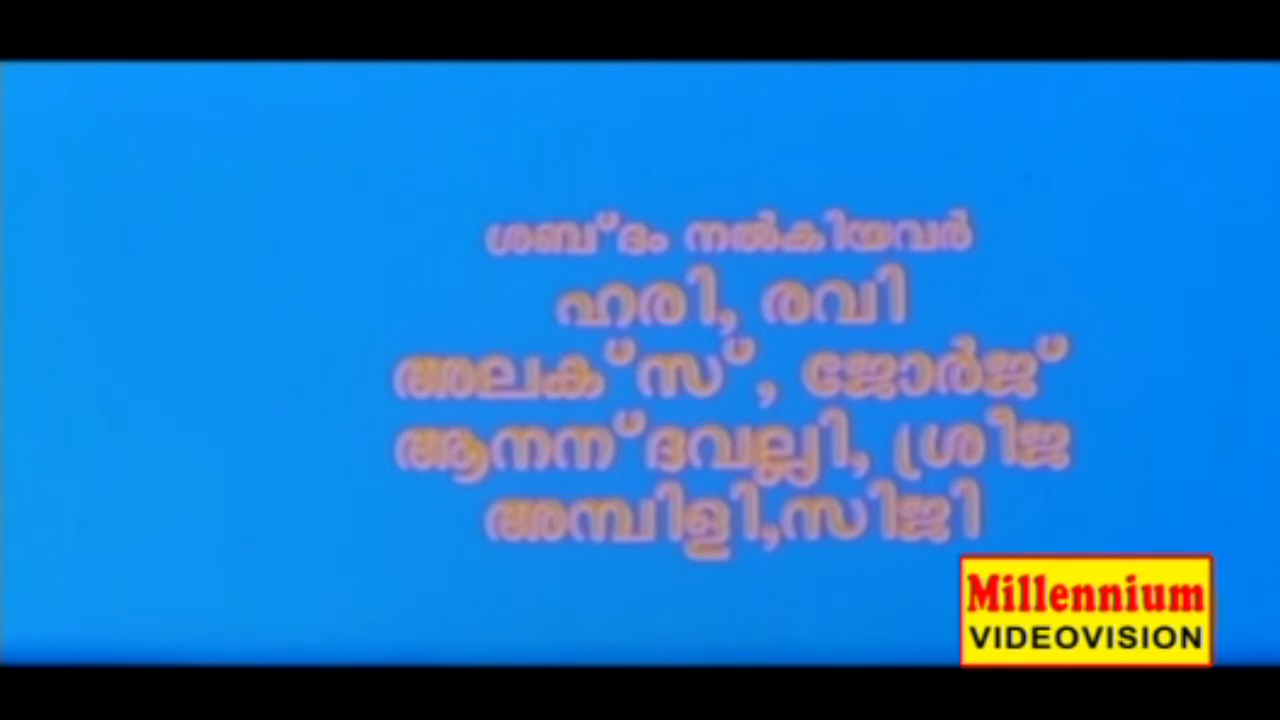 ശബ്ദം നൽകിയവർ
ഹരി, രവി
അലക്സ്, ജോർജ്
ആനന്ദവല്ലി, ശ്രീജ
അമ്പിളി,സിജി
Millennium
VIDEOVISION